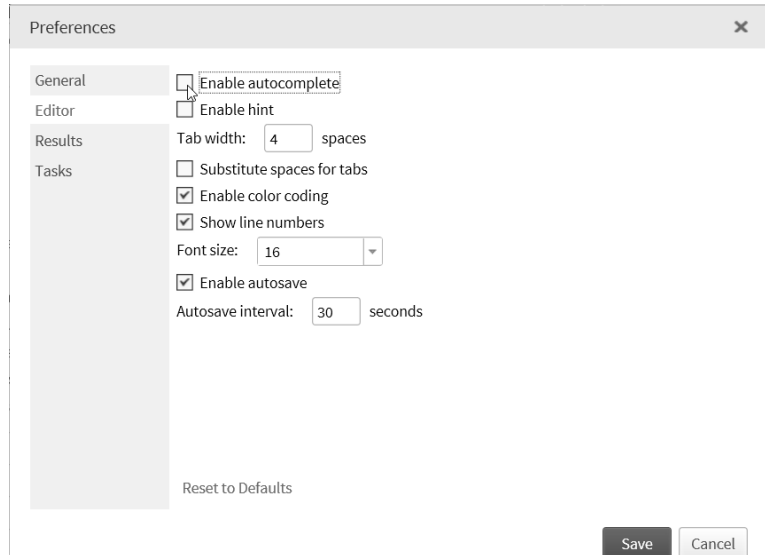 Preferences
General
Editor
Results
Tasks
Enable autocomplete
Enable hint
Tab width: 4 spaces
Substitute spaces for tabs
Enable color coding
Show line numbers
Font size: 16
Enable autosave
Autosave interval: 30 seconds
Reset to Defaults
Save Cancel